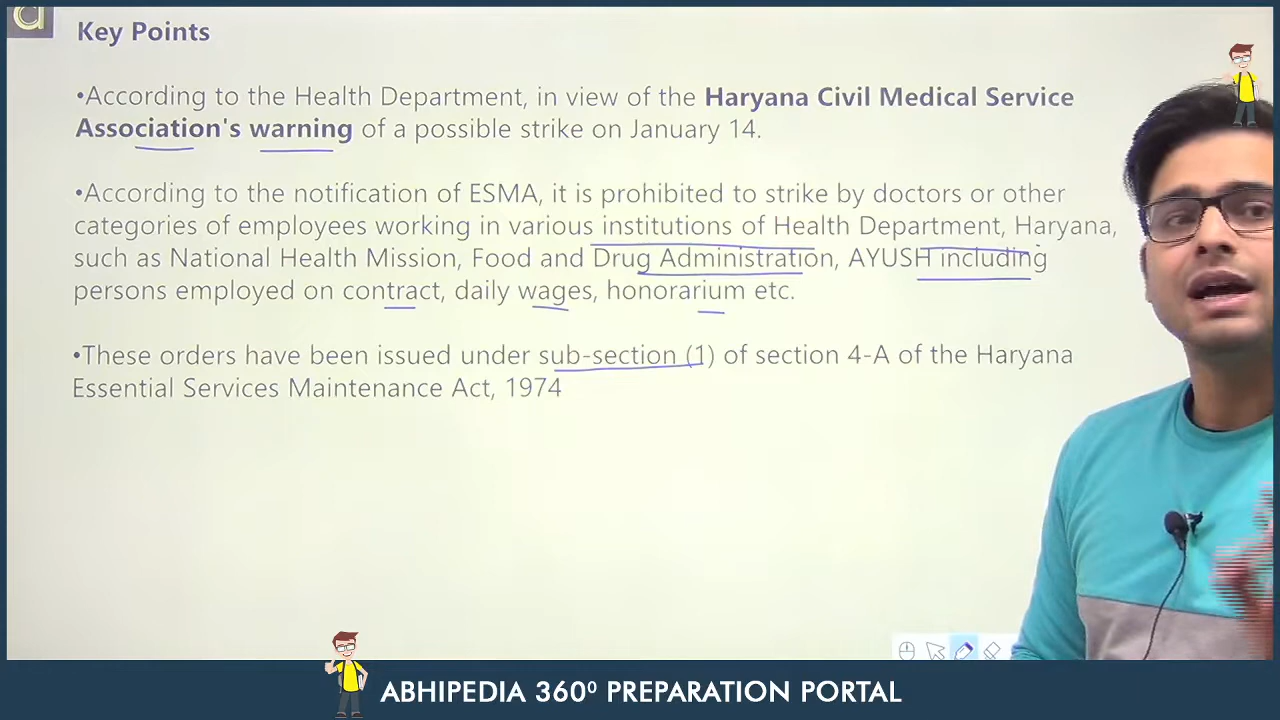 a
Key Points
•According to the Health Department, in view of the Haryana Civil Medical Service
Association's warning of a possible strike on January 14.
•According to the notification of ESMA, it is prohibited to strike by doctors or other
categories of employees working in various institutions of Health Department, Haryana,
such as National Health Mission, Food and Drug Administration, AYUSH including
persons employed on contract, daily wages, honorarium etc.
•These orders have been issued under sub-section (1) of section 4-A of the Haryana
Essential Services Maintenance Act, 1974
ABHIPEDIA 360⁰ PREPARATION PORTAL